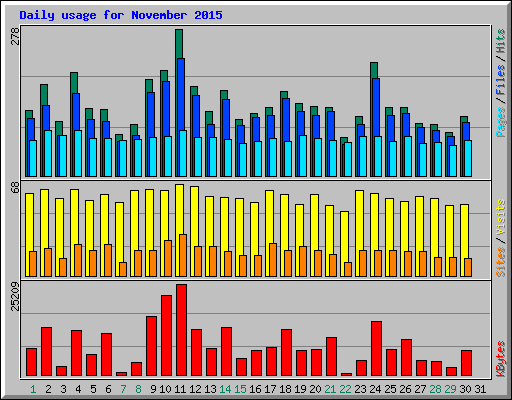 Daily usage for November 2015
278
Pages / Files / Hits
68
Sites / Visits
25209
KBytes
1 2 3 4 5 6 7 8 9 10 11 12 13 14 15 16 17 18 19 20 21 22 23 24 25 26 27 28 29 30 31